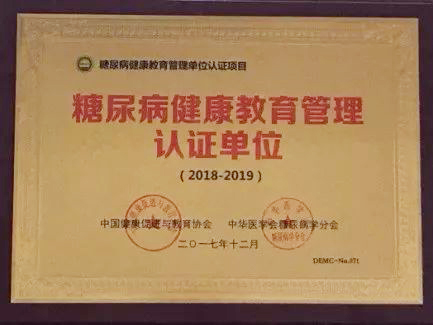 糖尿病健康教育管理单位认证项目
糖尿病健康教育管理
认证单位
(2018-2019)
中国健康促进与教育协会 中华医学会糖尿病学分会
二〇一七年十二月
DEMC-No.071